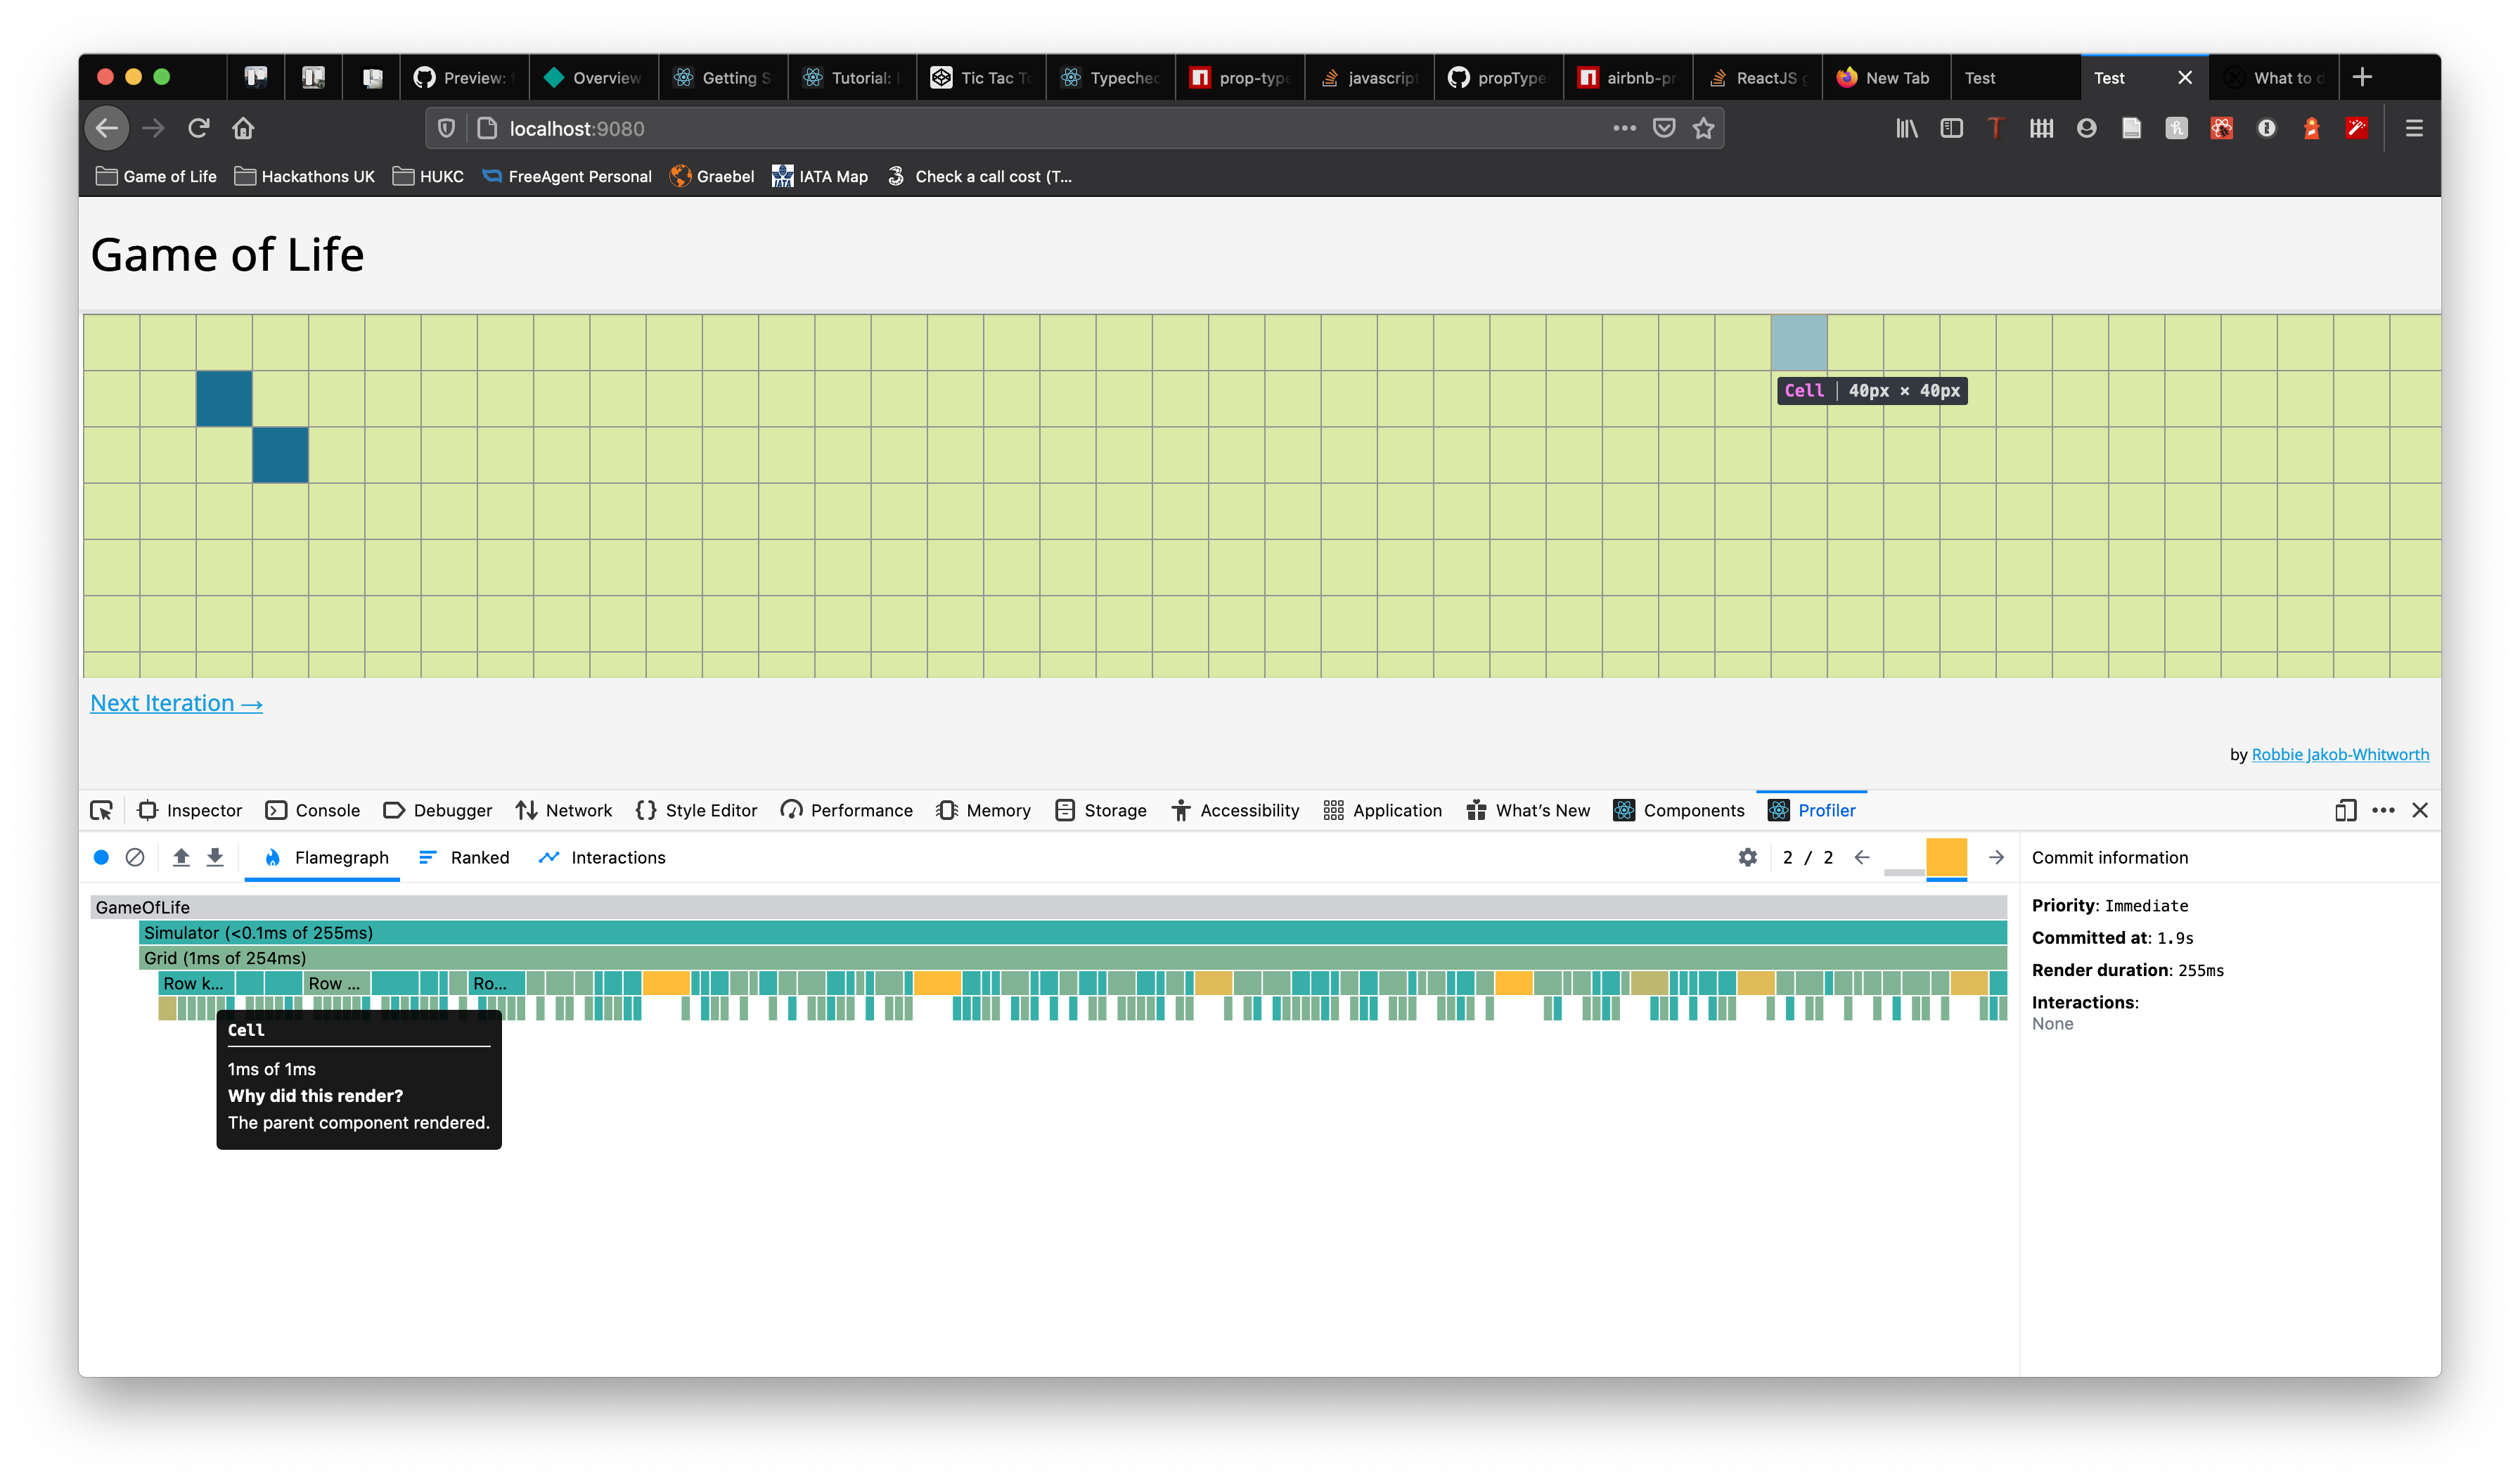 Preview:
Overview
Getting S
Tutorial: I
Tic Tac To
Typechec
prop-type
javascript
propType
airbnb-pr
ReactJS
New Tab
Test
Test
What to d
localhost:9080
Game of Life
Hackathons UK
HUKC
FreeAgent Personal
Graebel
IATA Map
Check a call cost (T...
Game of Life
Cell | 40px × 40px
Next Iteration →
by Robbie Jakob-Whitworth
Inspector
Console
Debugger
Network
Style Editor
Performance
Memory
Storage
Accessibility
Application
What's New
Components
Profiler
Flamegraph
Ranked
Interactions
2 / 2
Commit information
GameOfLife
Simulator (<0.1ms of 255ms)
Grid (1ms of 254ms)
Row k...
Row ...
Ro...
Cell
1ms of 1ms
Why did this render?
The parent component rendered.
Priority: Immediate
Committed at: 1.9s
Render duration: 255ms
Interactions:
None